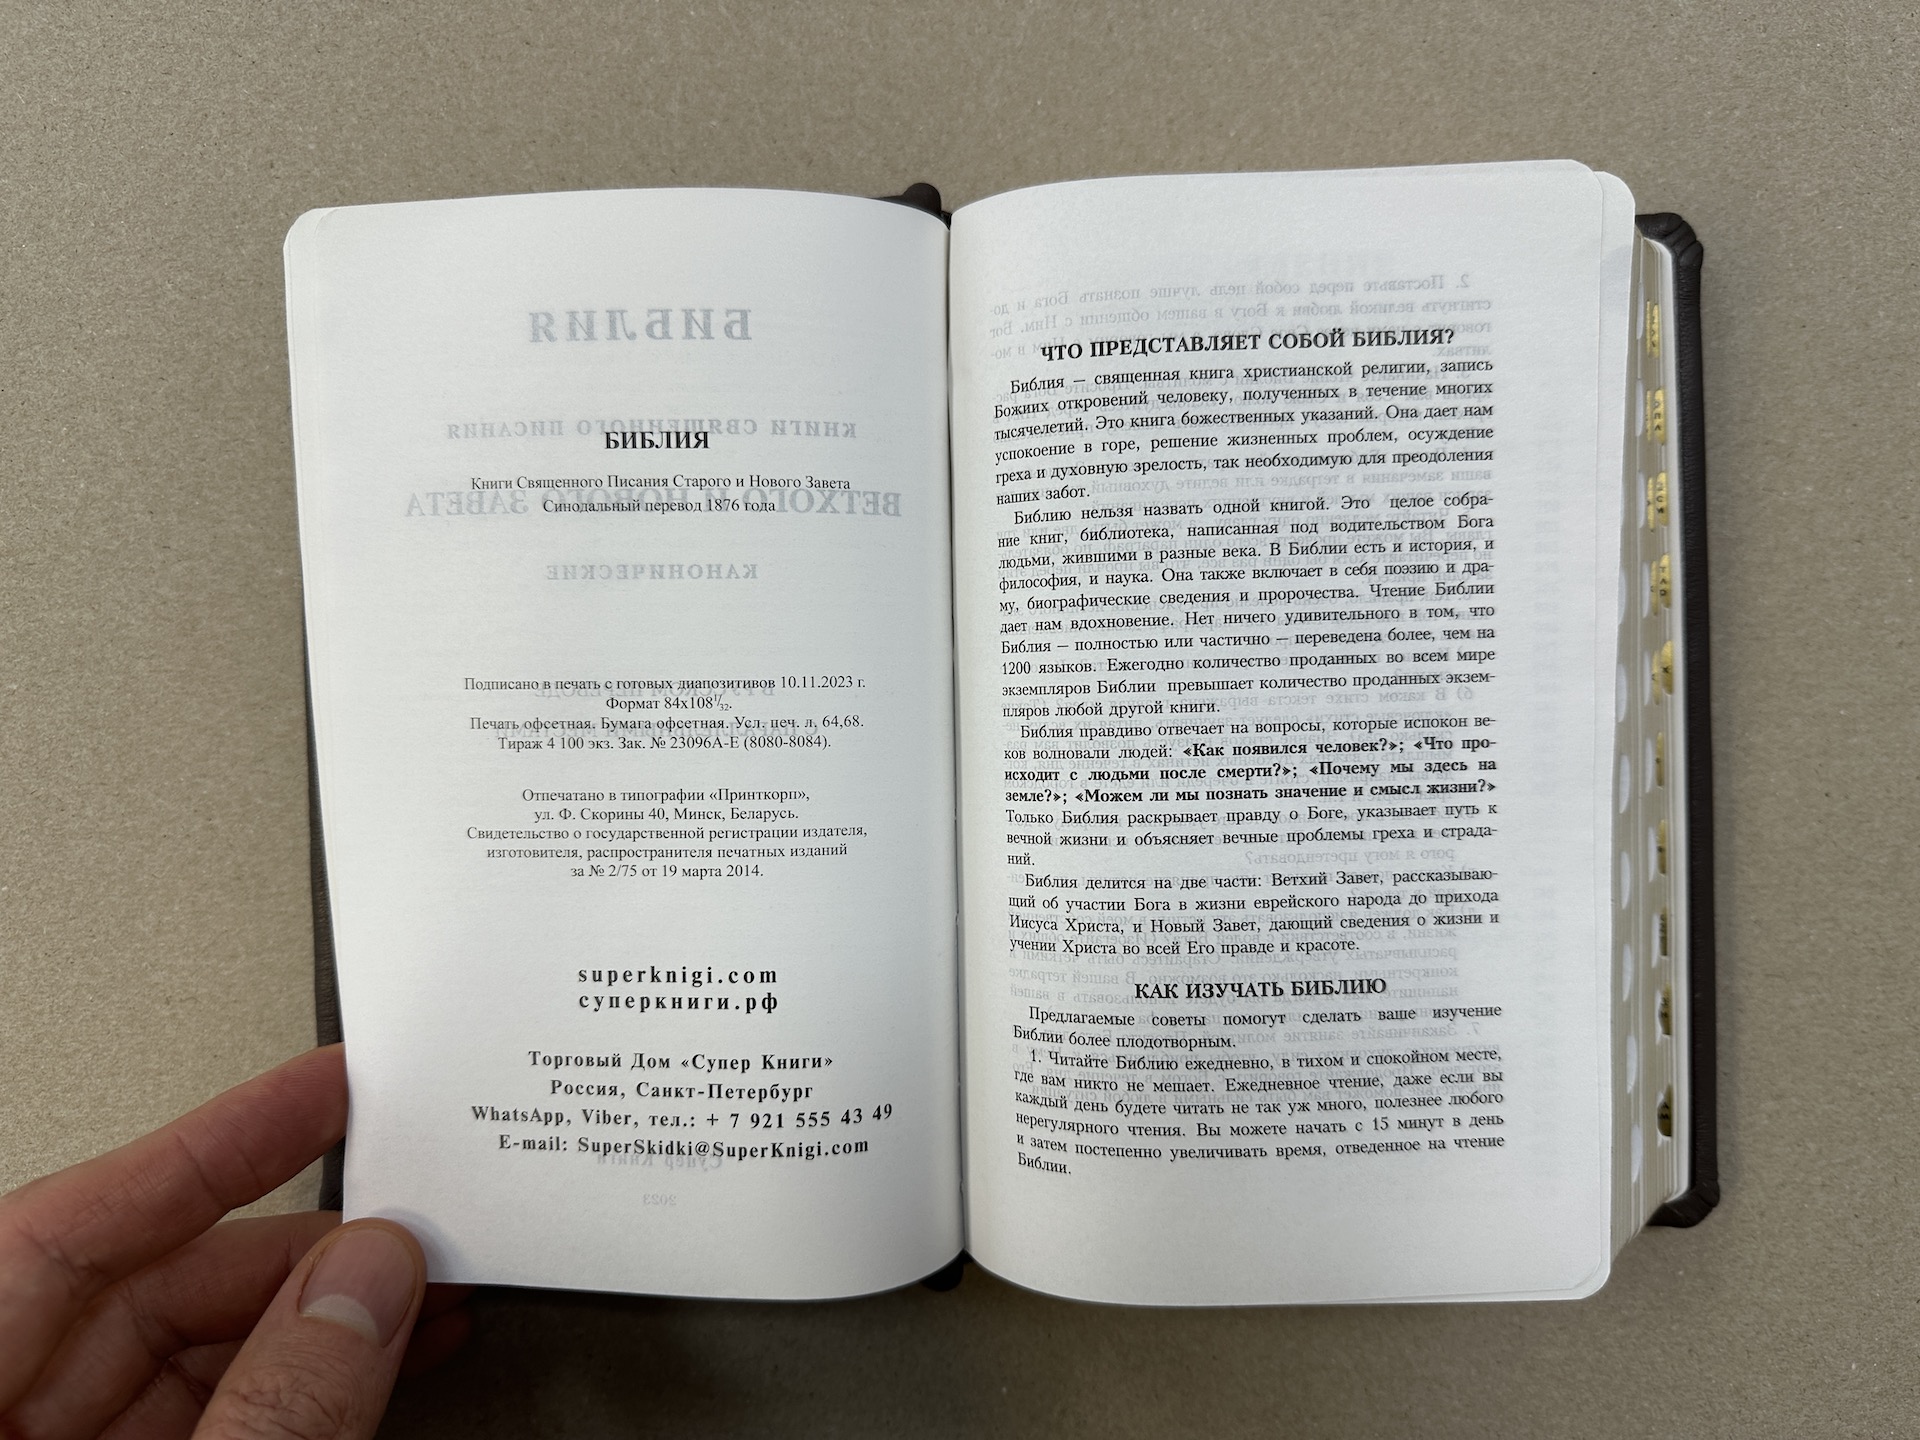 БИБЛИЯ
Книги Священного Писания Старого и Нового Завета
Синодальный перевод 1876 года
Подписано в печать с готовых диапозитивов 10.11.2023 г.
Формат 84х108 1/32.
Печать офсетная. Бумага офсетная. Усл. печ. л. 64,68.
Тираж 4 100 экз. Зак. № 23096А-Е (8080-8084).
Отпечатано в типографии «Принткорп»,
ул. Ф. Скорины 40, Минск, Беларусь.
Свидетельство о государственной регистрации издателя,
изготовителя, распространителя печатных изданий
за № 2/75 от 19 марта 2014.
superknigi.com
суперкниги.рф
Торговый Дом «Супер Книги»
Россия, Санкт-Петербург
WhatsApp, Viber, тел.: + 7 921 555 43 49
E-mail: SuperSkidki@SuperKnigi.com
ЧТО ПРЕДСТАВЛЯЕТ СОБОЙ БИБЛИЯ?
Библия — священная книга христианской религии, запись
Божиих откровений человеку, полученных в течение многих
тысячелетий. Это книга божественных указаний. Она дает нам
успокоение в горе, решение жизненных проблем, осуждение
греха и духовную зрелость, так необходимую для преодоления
наших забот.
Библию нельзя назвать одной книгой. Это целое собра-
ние книг, библиотека, написанная под водительством Бога
людьми, жившими в разные века. В Библии есть и история, и
философия, и наука. Она также включает в себя поэзию и дра-
му, биографические сведения и пророчества. Чтение Библии
дает нам вдохновение. Нет ничего удивительного в том, что
Библия — полностью или частично — переведена более, чем на
1200 языков. Ежегодно количество проданных во всем мире
экземпляров Библии превышает количество проданных экзем-
пляров любой другой книги.
Библия правдиво отвечает на вопросы, которые испокон ве-
ков волновали людей: «Как появился человек?»; «Что про-
исходит с людьми после смерти?»; «Почему мы здесь на
земле?»; «Можем ли мы познать значение и смысл жизни?»
Только Библия раскрывает правду о Боге, указывает путь к
вечной жизни и объясняет вечные проблемы греха и страда-
ний.
Библия делится на две части: Ветхий Завет, рассказываю-
щий об участии Бога в жизни еврейского народа до прихода
Иисуса Христа, и Новый Завет, дающий сведения о жизни и
учении Христа во всей Его правде и красоте.
КАК ИЗУЧАТЬ БИБЛИЮ
Предлагаемые советы помогут сделать ваше изучение
Библии более плодотворным.
1. Читайте Библию ежедневно, в тихом и спокойном месте,
где вам никто не мешает. Ежедневное чтение, даже если вы
каждый день будете читать не так уж много, полезнее любого
нерегулярного чтения. Вы можете начать с 15 минут в день
и затем постепенно увеличивать время, отведенное на чтение
Библии.